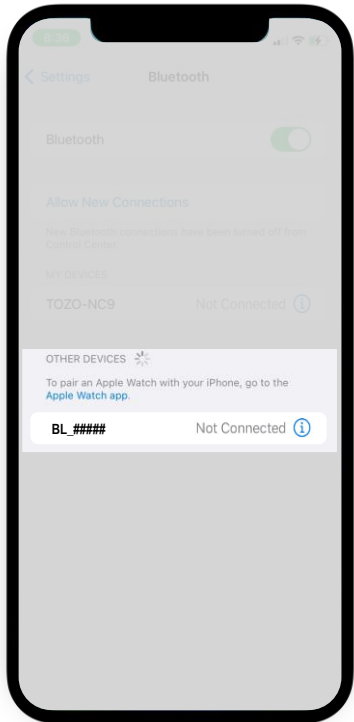 9:38
Settings
Bluetooth
Bluetooth
Allow New Connections
New Bluetooth connections have been turned off from
Control Center.
MY DEVICES
TOZO-NC9 Not Connected
OTHER DEVICES
To pair an Apple Watch with your iPhone, go to the
Apple Watch app.
BL_##### Not Connected